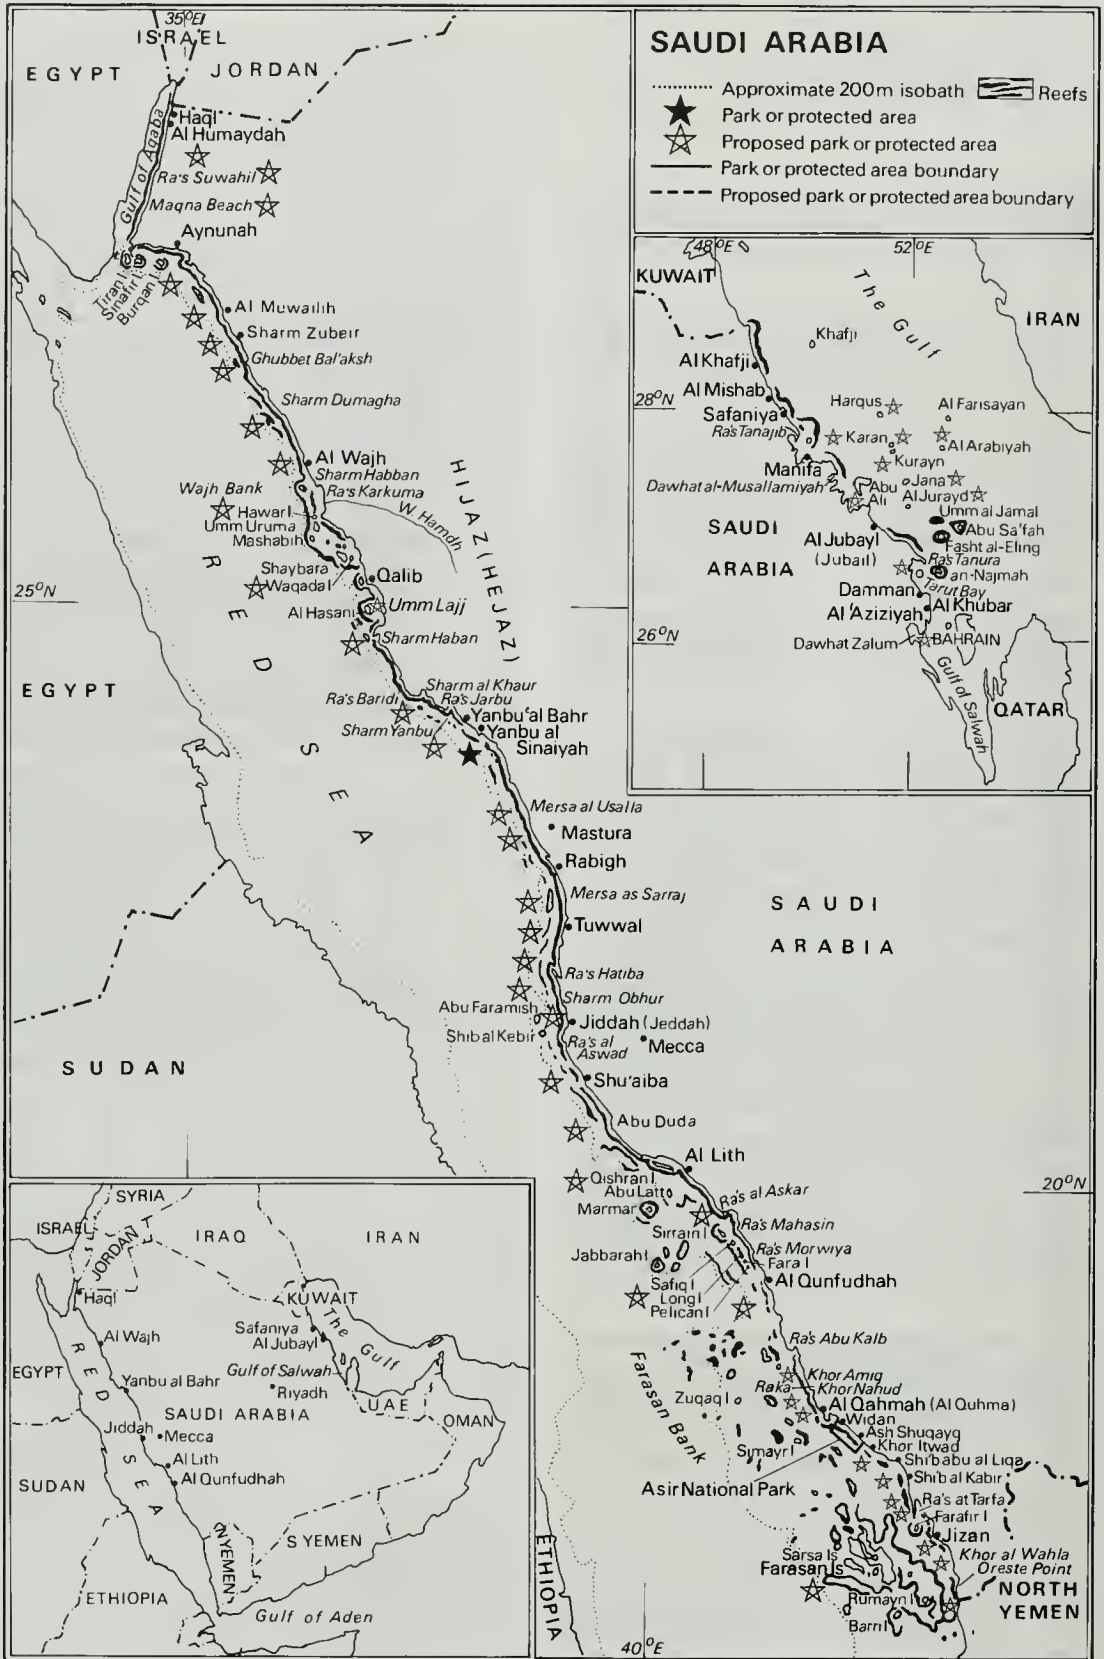 SAUDI ARABIA
Approximate 200m isobath
Reefs
Park or protected area
Proposed park or protected area
Park or protected area boundary
Proposed park or protected area boundary
35°E
ISRAEL
EGYPT
JORDAN
Haql
Al Humaydah
Gulf of Aqaba
Ra's Suwahil
Maqna Beach
Aynunah
Tiran I
Sinafir I
Burqan I
Al Muwailih
Sharm Zubeir
Ghubbet Bal'aksh
Sharm Dumagha
Al Wajh
Sharm Habban
Ra's Karkuma
Wajh Bank
Hawar I
Umm Uruma
Mashabih
W. Hamdh
HIJAZ (HEJAZ)
Shaybara
Waqada I
Qalib
25°N
Al Hasani
Umm Lajj
Sharm Haban
RED SEA
EGYPT
Sharm al Khaur
Ra's Baridi
Ra's Jarbu
Yanbu'al Bahr
Sharm Yanbu
Yanbu al
Sinaiyah
Mersa al Usalla
Mastura
Rabigh
Mersa as Sarraj
SAUDI
ARABIA
Tuwwal
Ra's Hatiba
Sharm Obhur
Abu Faramish
Jiddah (Jeddah)
Shib al Kebir
Ra's al
Aswad
Mecca
SUDAN
Shu'aiba
Abu Duda
Al Lith
20°N
Qishran I
Abu Latt
Marmar
Ra's al Askar
Sirrain I
Ra's Mahasin
Jabbarah I
Ra's Morwiya
Fara I
Safiq I
Long I
Pelican I
Al Qunfudhah
Ra's Abu Kalb
Farasan Bank
Khor Amiq
Raka
Khor Nahud
Zuqaq I
Al Qahmah (Al Quhma)
Widan
Simayr I
Ash Shuqayq
Khor Itwad
Shi'b abu al Liqa
Asir National Park
Shi'b al Kabir
Ra's at Tarfa
Farafir I
Jizan
Sarsa Is
Farasan Is
Khor al Wahla
Oreste Point
NORTH
YEMEN
Rumayn I
Barri I
ETHIOPIA
40°E
48°E
52°E
KUWAIT
The Gulf
IRAN
Khafji
Al Khafji
Al Mishab
28°N
Safaniya
Harqus
Al Farisayan
Ra's Tanajib
Karan
Al Arabiyah
Manifa
Kurayn
Dawhat al-Musallamiyah
Abu
Ali
Jana
Al Jurayd
Umm al Jamal
SAUDI
Abu Sa'fah
Al Jubayl
(Jubail)
Fasht al-Eling
ARABIA
Ra's Tanura
an-Najmah
Damman
Tarut Bay
Al 'Aziziyah
Al Khubar
26°N
Dawhat Zalum
BAHRAIN
Gulf of Salwah
QATAR
SYRIA
ISRAEL
JORDAN
IRAQ
IRAN
Haql
KUWAIT
Al Wajh
Safaniya
Al Jubayl
The Gulf
EGYPT
RED SEA
Gulf of Salwah
Yanbu al Bahr
Riyadh
SAUDI ARABIA
UAE
OMAN
Jiddah
Mecca
Al Lith
SUDAN
Al Qunfudhah
N YEMEN
S YEMEN
ETHIOPIA
Gulf of Aden